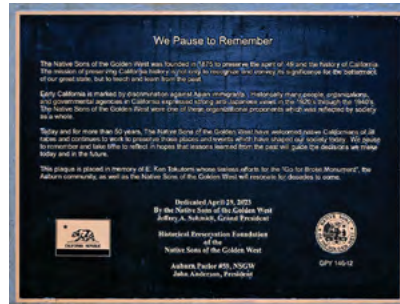 We Pause to Remember
The Native Sons of the Golden West was founded in 1875 to preserve the spirit of '49 and the history of California.
The mission of preserving California history is not only to recognize and convey its significance for the betterment
of our great state, but to teach and learn from the past.
Early California is marked by discrimination against Asian immigrants. Historically many people, organizations,
and governmental agencies in California expressed strong anti-Japanese views in the 1920's through the 1940's.
The Native Sons of the Golden West were one of these organizational proponents which was reflected by society
as a whole.
Today and for more than 50 years, The Native Sons of the Golden West have welcomed native Californians of all
races and continues to work to preserve those places and events which have shaped our society today. We pause
to remember and take time to reflect in hopes that lessons learned from the past will guide the decisions we make
today and in the future.
This plaque is placed in memory of E. Ken Tokutomi whose tireless efforts for the "Go for Broke Monument", the
Auburn community, as well as the Native Sons of the Golden West will resonate for decades to come.
Dedicated April 29, 2023
By the Native Sons of the Golden West
Jeffery A. Schmidt, Grand President
Historical Preservation Foundation
of the
Native Sons of the Golden West
Auburn Parlor #59, NSGW
John Anderson, President
CALIFORNIA REPUBLIC